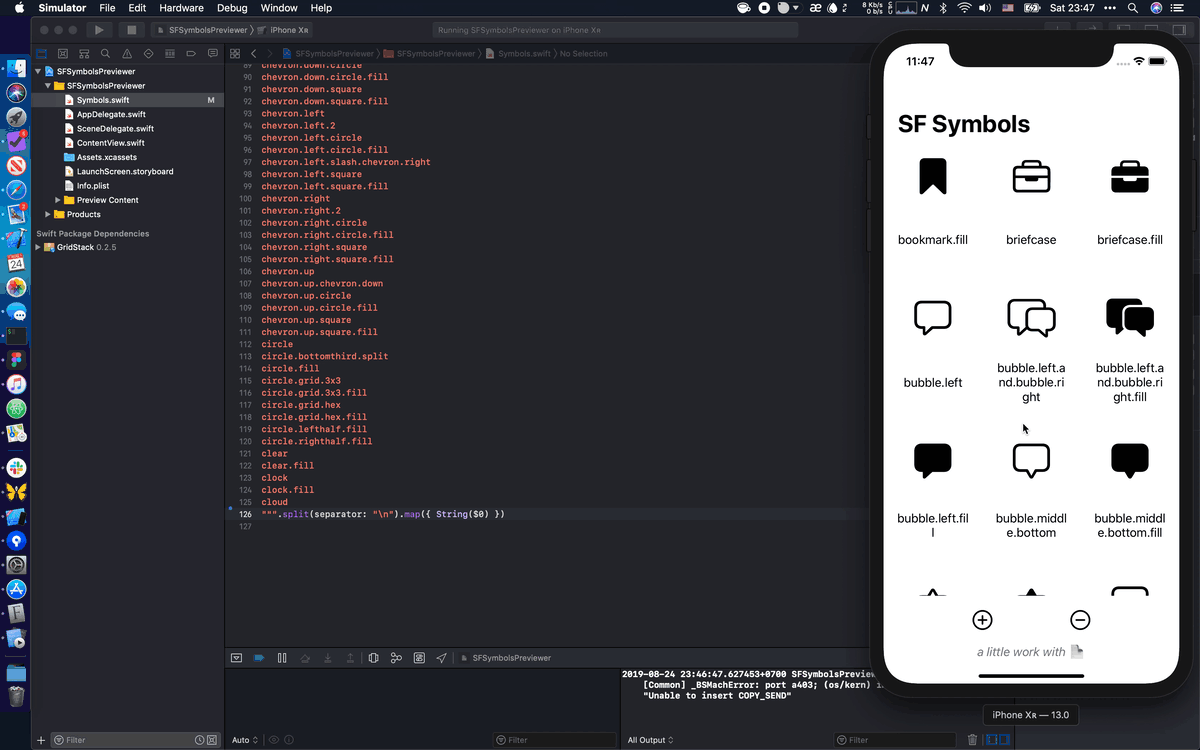 Simulator File Edit Hardware Debug Window Help
8 Kb/s
0 b/s
Sat 23:47
SFSymbolsPreviewer iPhone Xʀ
Running SFSymbolsPreviewer on iPhone Xʀ
SFSymbolsPreviewer SFSymbolsPreviewer Symbols.swift No Selection
SFSymbolsPreviewer
SFSymbolsPreviewer
Symbols.swift M
AppDelegate.swift
SceneDelegate.swift
ContentView.swift
Assets.xcassets
LaunchScreen.storyboard
Info.plist
Preview Content
Products
Swift Package Dependencies
GridStack 0.2.5
89 chevron.down.circle
90 chevron.down.circle.fill
91 chevron.down.square
92 chevron.down.square.fill
93 chevron.left
94 chevron.left.2
95 chevron.left.circle
96 chevron.left.circle.fill
97 chevron.left.slash.chevron.right
98 chevron.left.square
99 chevron.left.square.fill
100 chevron.right
101 chevron.right.2
102 chevron.right.circle
103 chevron.right.circle.fill
104 chevron.right.square
105 chevron.right.square.fill
106 chevron.up
107 chevron.up.chevron.down
108 chevron.up.circle
109 chevron.up.circle.fill
110 chevron.up.square
111 chevron.up.square.fill
112 circle
113 circle.bottomthird.split
114 circle.fill
115 circle.grid.3x3
116 circle.grid.3x3.fill
117 circle.grid.hex
118 circle.grid.hex.fill
119 circle.lefthalf.fill
120 circle.righthalf.fill
121 clear
122 clear.fill
123 clock
124 clock.fill
125 cloud
126 """.split(separator: "\n").map({ String($0) })
127
SFSymbolsPreviewer
2019-08-24 23:46:47.627453+0700 SFSymbolsPreview
[Common] _BSMachError: port a403; (os/kern)
"Unable to insert COPY_SEND"
Filter
Auto
Filter
All Output
Filter
11:47
SF Symbols
bookmark.fill
briefcase
briefcase.fill
bubble.left
bubble.left.a
nd.bubble.ri
ght
bubble.left.a
nd.bubble.ri
ght.fill
bubble.left.fil
l
bubble.middl
e.bottom
bubble.middl
e.bottom.fill
a little work with
iPhone Xʀ — 13.0
24